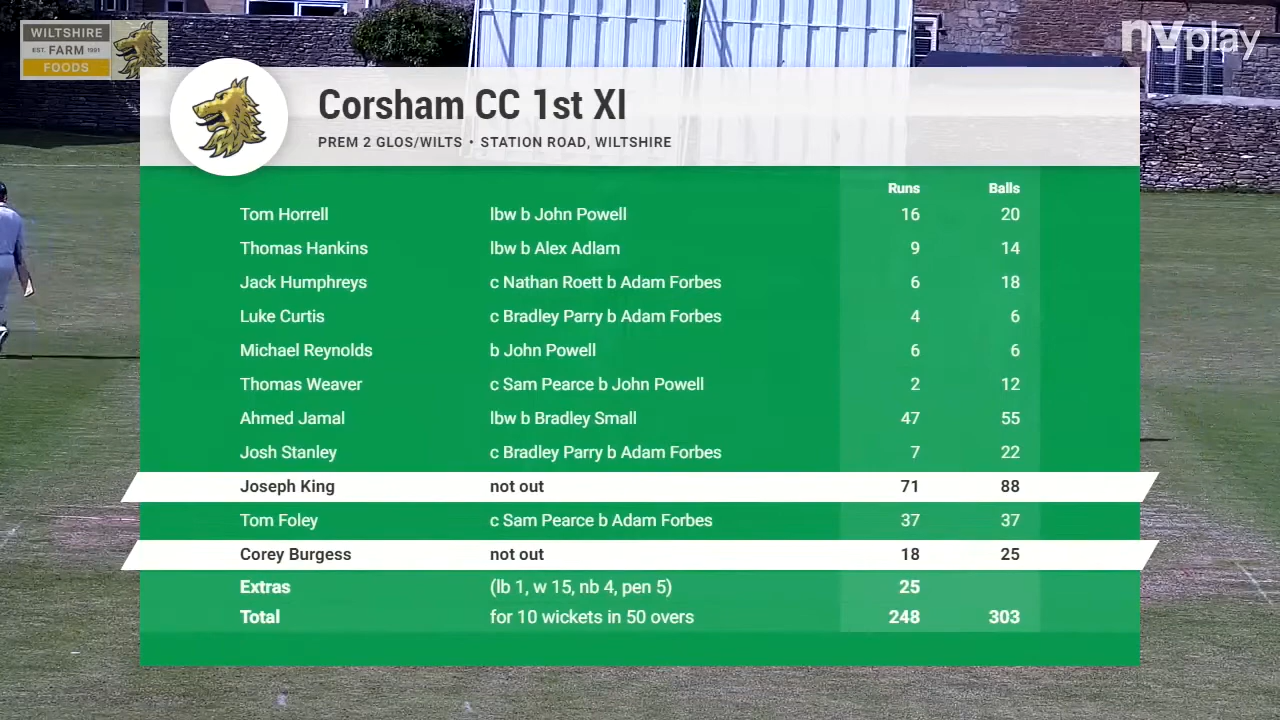 WILTSHIRE
EST. FARM 1991
FOODS
nvplay
Corsham CC 1st XI
PREM 2 GLOS/WILTS • STATION ROAD, WILTSHIRE
Runs Balls
Tom Horrell lbw b John Powell 16 20
Thomas Hankins lbw b Alex Adlam 9 14
Jack Humphreys c Nathan Roett b Adam Forbes 6 18
Luke Curtis c Bradley Parry b Adam Forbes 4 6
Michael Reynolds b John Powell 6 6
Thomas Weaver c Sam Pearce b John Powell 2 12
Ahmed Jamal lbw b Bradley Small 47 55
Josh Stanley c Bradley Parry b Adam Forbes 7 22
Joseph King not out 71 88
Tom Foley c Sam Pearce b Adam Forbes 37 37
Corey Burgess not out 18 25
Extras (lb 1, w 15, nb 4, pen 5) 25
Total for 10 wickets in 50 overs 248 303